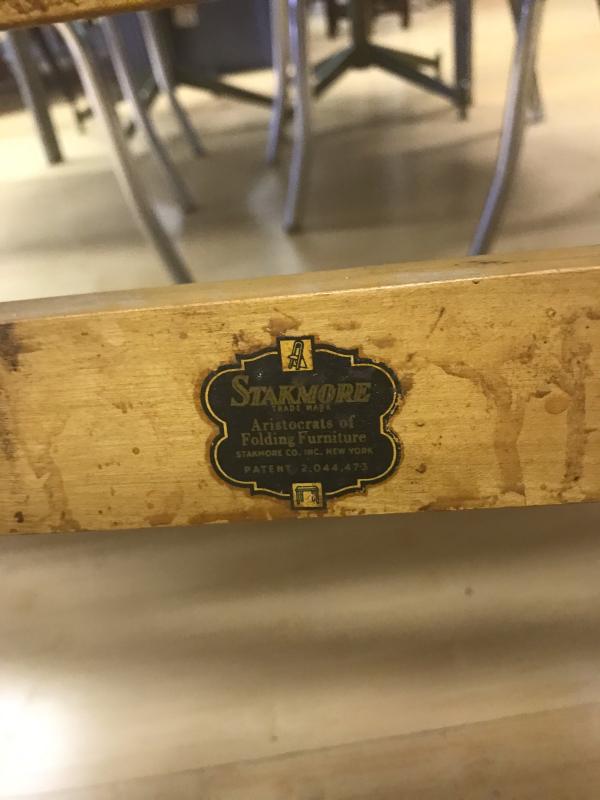 STAKMORE
TRADE MARK
Aristocrats of
Folding Furniture
STAKMORE CO. INC. NEW YORK
PATENT 2,044,473